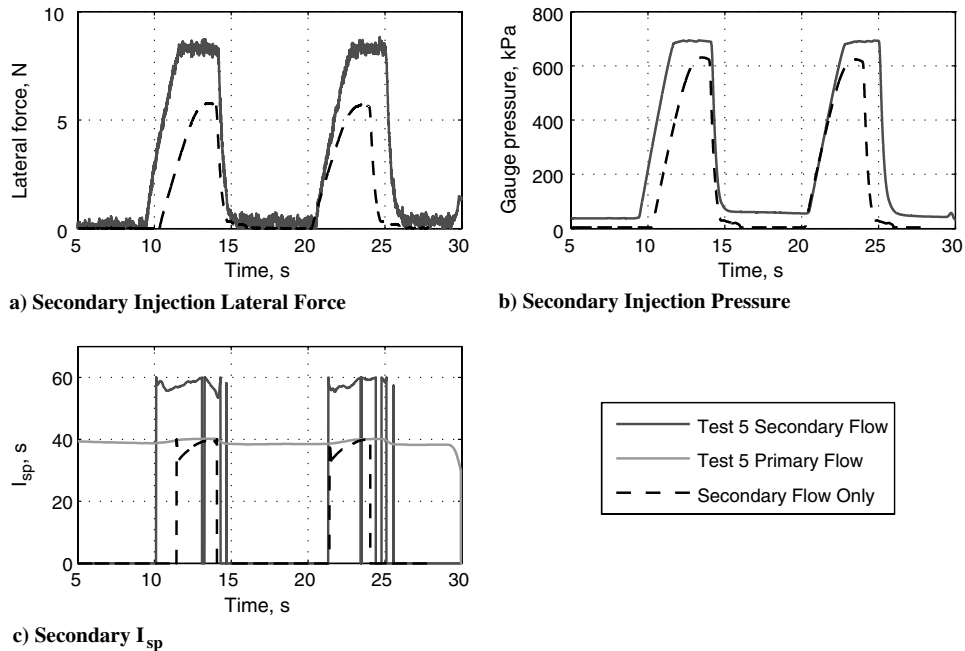 10
5
0
Lateral force, N
5 10 15 20 25 30
Time, s
a) Secondary Injection Lateral Force
800
600
400
200
0
Gauge pressure, kPa
5 10 15 20 25 30
Time, s
b) Secondary Injection Pressure
60
40
20
0
Isp, s
5 10 15 20 25 30
Time, s
c) Secondary Isp
Test 5 Secondary Flow
Test 5 Primary Flow
Secondary Flow Only